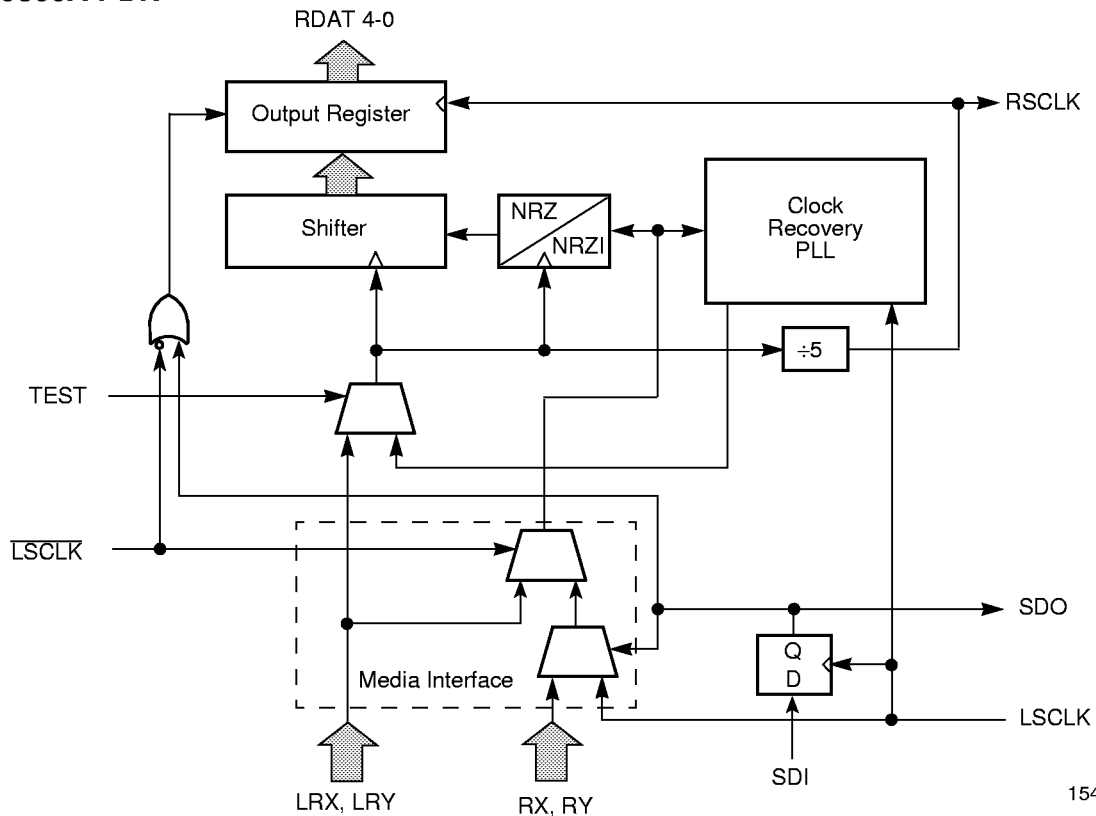 RDAT 4-0
Output Register
RSCLK
Shifter
NRZ
NRZI
Clock
Recovery
PLL
÷5
TEST
LSCLK
SDO
Media Interface
Q
D
LSCLK
SDI
LRX, LRY
RX, RY
154